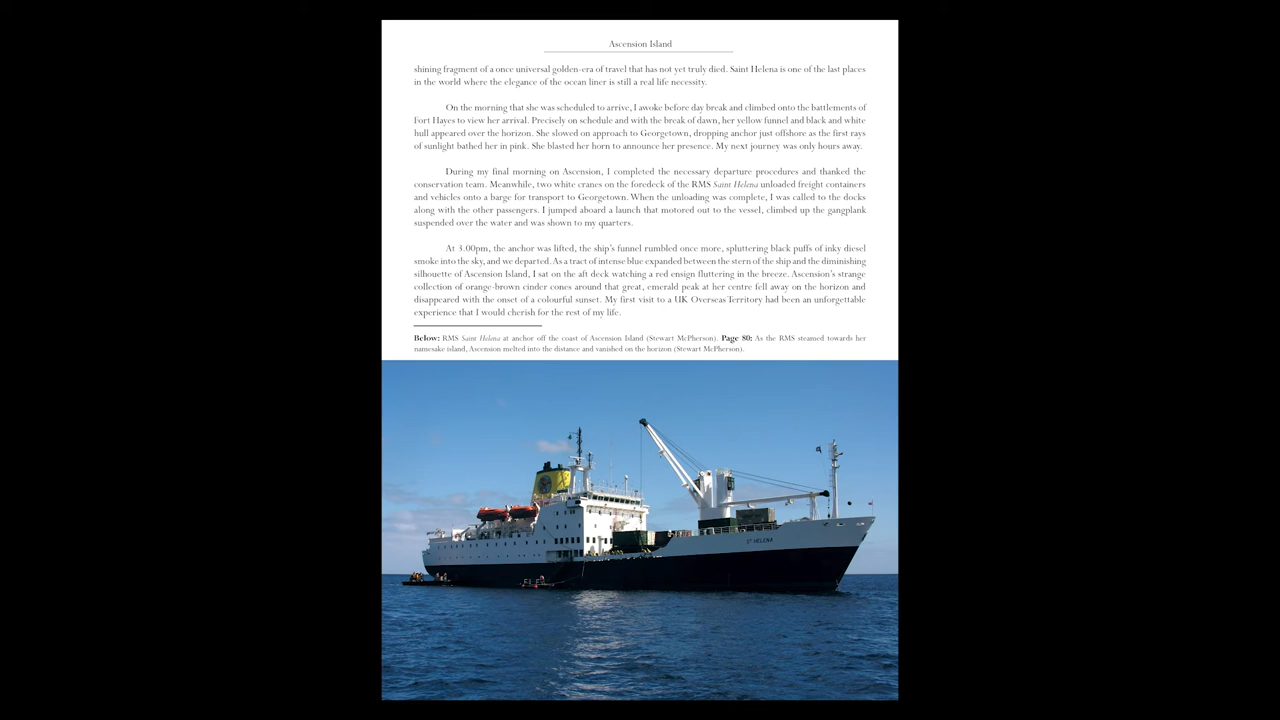 Ascension Island
shining fragment of a once universal golden-era of travel that has not yet truly died. Saint Helena is one of the last places
in the world where the elegance of the ocean liner is still a real life necessity.
On the morning that she was scheduled to arrive, I awoke before day break and climbed onto the battlements of
Fort Hayes to view her arrival. Precisely on schedule and with the break of dawn, her yellow funnel and black and white
hull appeared over the horizon. She slowed on approach to Georgetown, dropping anchor just offshore as the first rays
of sunlight bathed her in pink. She blasted her horn to announce her presence. My next journey was only hours away.
During my final morning on Ascension, I completed the necessary departure procedures and thanked the
conservation team. Meanwhile, two white cranes on the foredeck of the RMS Saint Helena unloaded freight containers
and vehicles onto a barge for transport to Georgetown. When the unloading was complete, I was called to the docks
along with the other passengers. I jumped aboard a launch that motored out to the vessel, climbed up the gangplank
suspended over the water and was shown to my quarters.
At 3.00pm, the anchor was lifted, the ship's funnel rumbled once more, spluttering black puffs of inky diesel
smoke into the sky, and we departed. As a tract of intense blue expanded between the stern of the ship and the diminishing
silhouette of Ascension Island, I sat on the aft deck watching a red ensign fluttering in the breeze. Ascension's strange
collection of orange-brown cinder cones around that great, emerald peak at her centre fell away on the horizon and
disappeared with the onset of a colourful sunset. My first visit to a UK Overseas Territory had been an unforgettable
experience that I would cherish for the rest of my life.
Below: RMS Saint Helena at anchor off the coast of Ascension Island (Stewart McPherson). Page 80: As the RMS steamed towards her
namesake island, Ascension melted into the distance and vanished on the horizon (Stewart McPherson).
ST HELENA